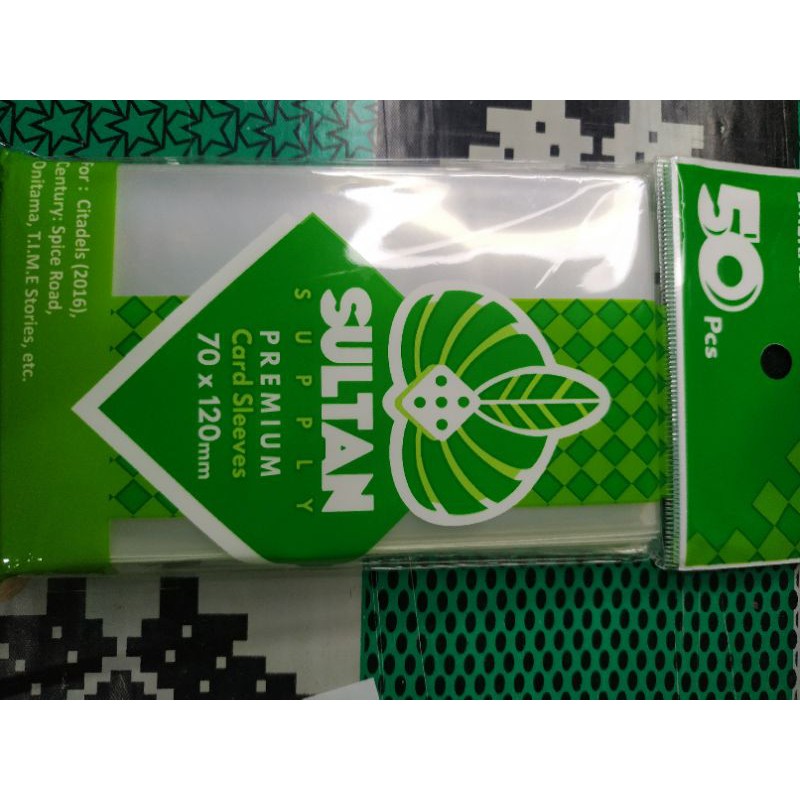 50
Pcs
SULTAN
SUPPLY
PREMIUM
Card Sleeves
70 x 120mm
For : Citadels (2016),
Century: Spice Road,
Onitama, T.I.M.E Stories, etc.